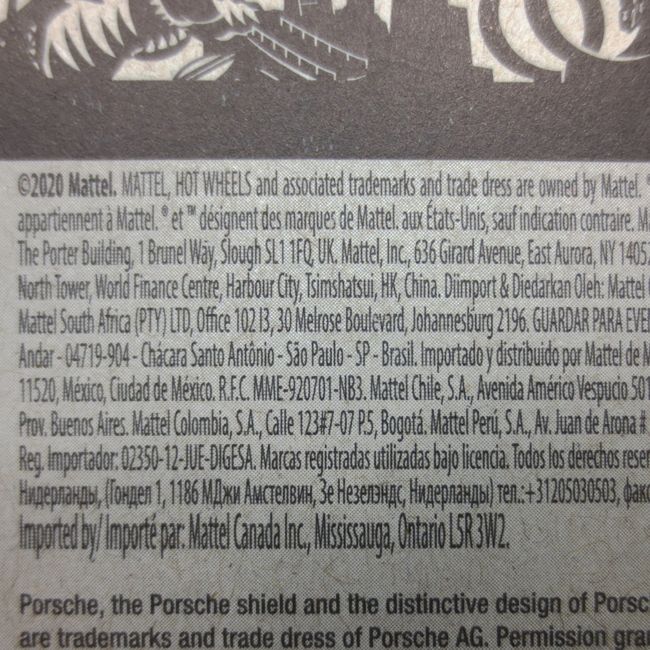 ©2020 Mattel. MATTEL, HOT WHEELS and associated trademarks and trade dress are owned by Mattel. ®
appartiennent à Mattel. ® et ™ désignent des marques de Mattel. aux États-Unis, sauf indication contraire. M
The Porter Building, 1 Brunel Way, Slough SL1 1FQ, UK. Mattel, Inc., 636 Girard Avenue, East Aurora, NY 14052
North Tower, World Finance Centre, Harbour City, Tsimshatsui, HK, China. Diimport & Diedarkan Oleh: Mattel
Mattel South Africa (PTY) LTD, Office 102 I3, 30 Melrose Boulevard, Johannesburg 2196. GUARDAR PARA EVE
Andar - 04719-904 - Chácara Santo Antônio - São Paulo - SP - Brasil. Importado y distribuido por Mattel de M
11520, México, Ciudad de México. R.F.C. MME-920701-NB3. Mattel Chile, S.A., Avenida Américo Vespucio 501
Prov. Buenos Aires. Mattel Colombia, S.A., Calle 123#7-07 P.5, Bogotá. Mattel Perú, S.A., Av. Juan de Arona #
Reg. Importador: 02350-12-JUE-DIGESA. Marcas registradas utilizadas bajo licencia. Todos los derechos reser
Нидерланды, (Гондел 1, 1186 МДжи Амстелвин, Зе Незелэндс, Нидерланды) тел.:+31205030503, факс
Imported by/ Importé par: Mattel Canada Inc., Mississauga, Ontario L5R 3W2.
Porsche, the Porsche shield and the distinctive design of Porsc
are trademarks and trade dress of Porsche AG. Permission gran